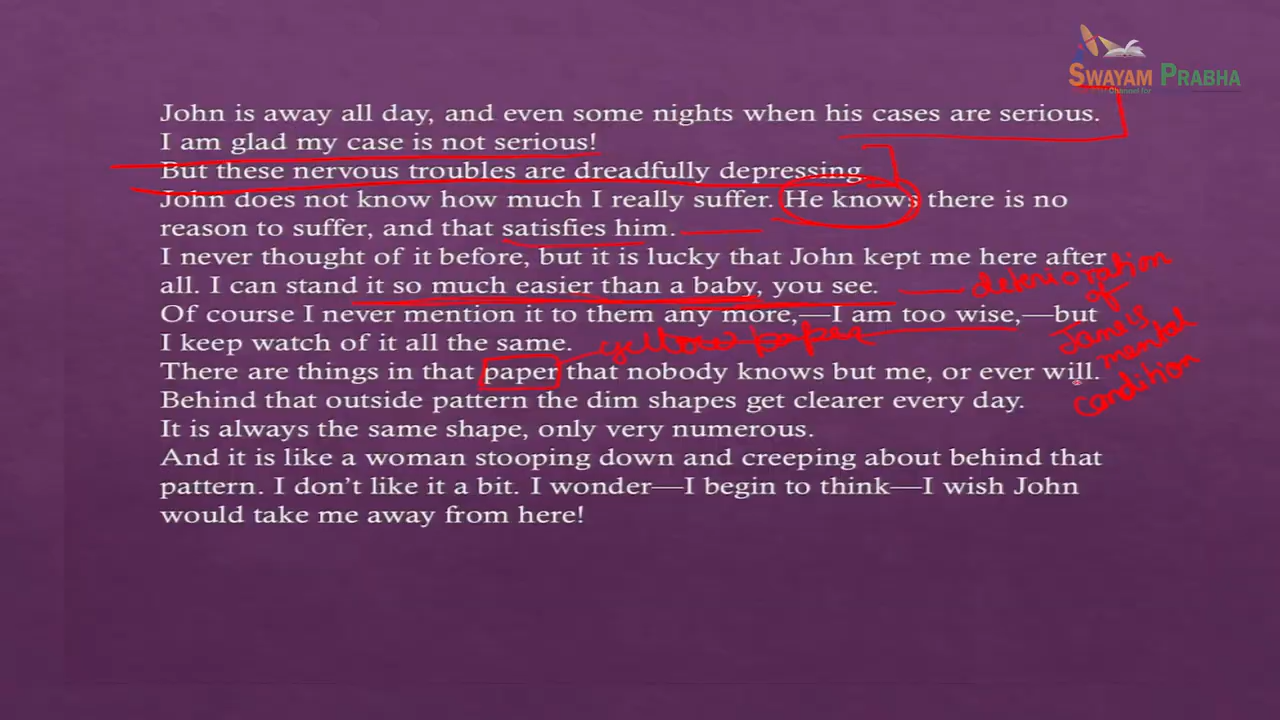 SWAYAM PRABHA
John is away all day, and even some nights when his cases are serious.
I am glad my case is not serious!
But these nervous troubles are dreadfully depressing.
John does not know how much I really suffer. He knows there is no
reason to suffer, and that satisfies him.
I never thought of it before, but it is lucky that John kept me here after
all. I can stand it so much easier than a baby, you see.
deterioration
of
Jane's
mental
condition
Of course I never mention it to them any more,—I am too wise,—but
I keep watch of it all the same.
yellow paper
There are things in that paper that nobody knows but me, or ever will.
Behind that outside pattern the dim shapes get clearer every day.
It is always the same shape, only very numerous.
And it is like a woman stooping down and creeping about behind that
pattern. I don't like it a bit. I wonder—I begin to think—I wish John
would take me away from here!